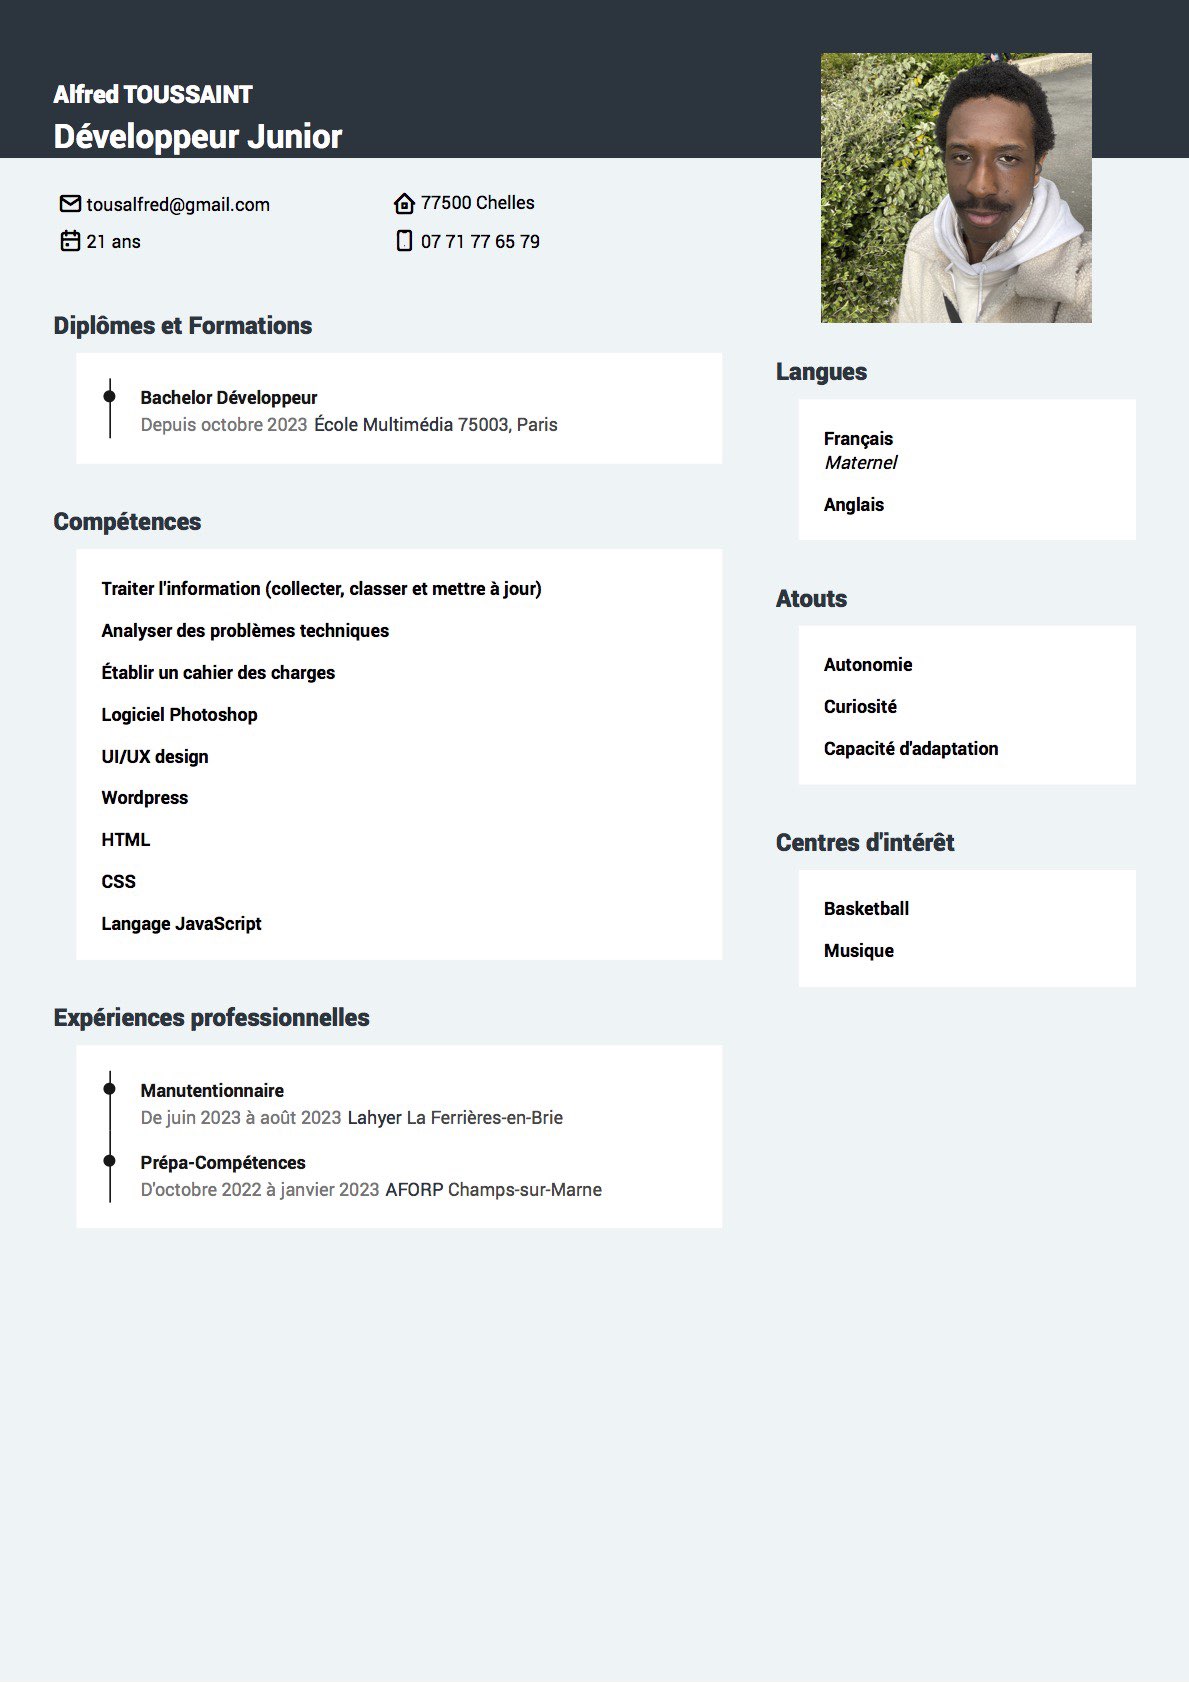 Alfred TOUSSAINT
Développeur Junior
tousalfred@gmail.com
77500 Chelles
21 ans
07 71 77 65 79
Diplômes et Formations
Bachelor Développeur
Depuis octobre 2023 École Multimédia 75003, Paris
Compétences
Traiter l'information (collecter, classer et mettre à jour)
Analyser des problèmes techniques
Établir un cahier des charges
Logiciel Photoshop
UI/UX design
Wordpress
HTML
CSS
Langage JavaScript
Expériences professionnelles
Manutentionnaire
De juin 2023 à août 2023 Lahyer La Ferrières-en-Brie
Prépa-Compétences
D'octobre 2022 à janvier 2023 AFORP Champs-sur-Marne
Langues
Français
Maternel
Anglais
Atouts
Autonomie
Curiosité
Capacité d'adaptation
Centres d'intérêt
Basketball
Musique